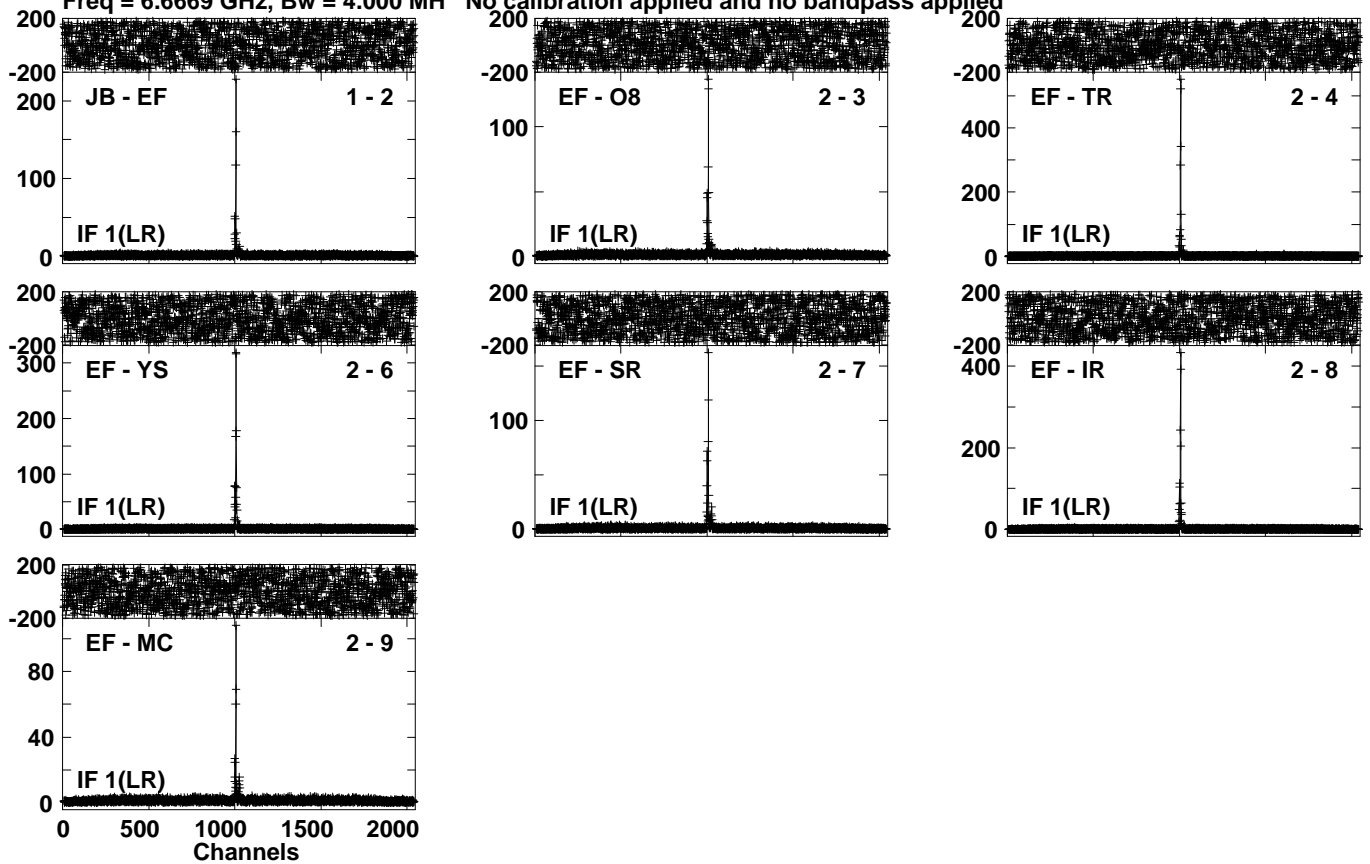 Freq = 6.6669 GHz, Bw = 4.000 MH No calibration applied and no bandpass applied
200 200 200
-200 -200 -200
JB - EF 1 - 2 EF - O8 2 - 3 EF - TR 2 - 4
200 100 400
100 200
IF 1(LR) IF 1(LR) IF 1(LR)
0 0 0
200 200 200
-200 -200 -200
300 400
EF - YS 2 - 6 EF - SR 2 - 7 EF - IR 2 - 8
200 100 200
100
IF 1(LR) IF 1(LR) IF 1(LR)
0 0 0
200
-200
EF - MC 2 - 9
80
40
IF 1(LR)
0
0 500 1000 1500 2000
Channels